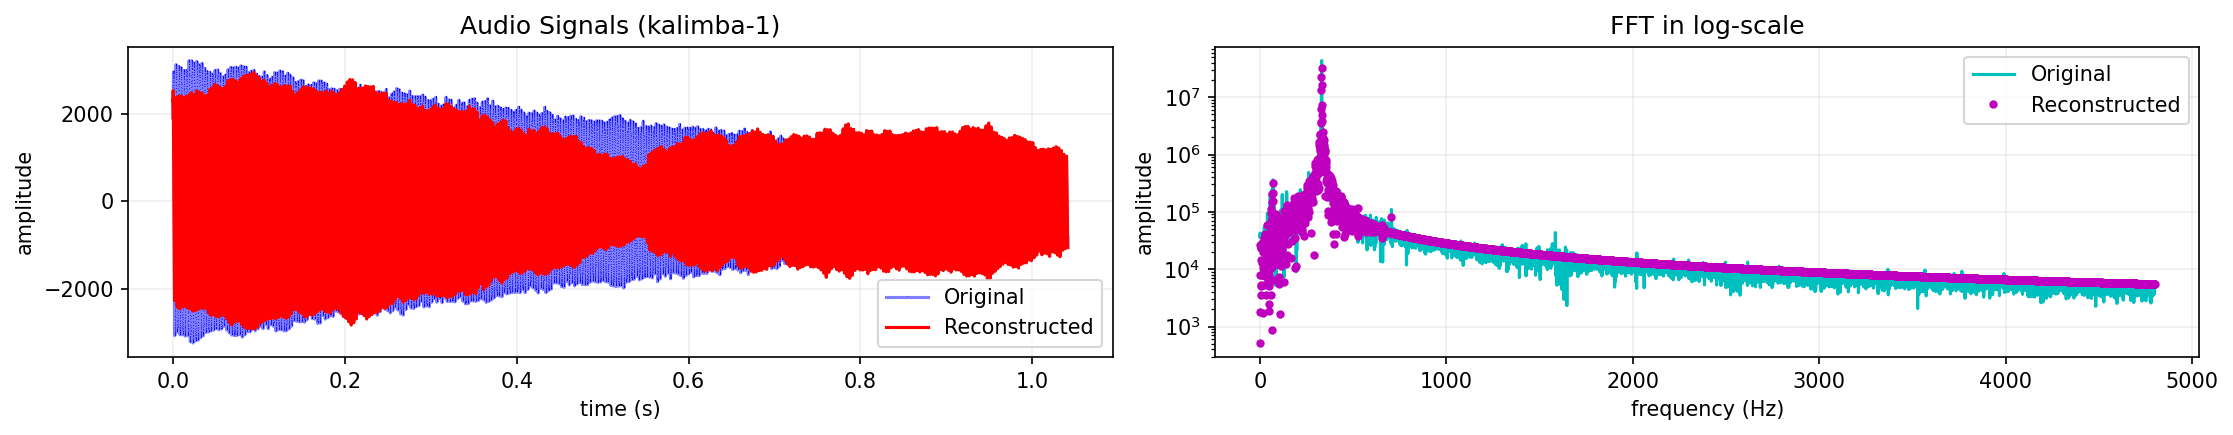 Audio Signals (kalimba-1)
amplitude
2000
0
−2000
0.0 0.2 0.4 0.6 0.8 1.0
time (s)
Original
Reconstructed
FFT in log-scale
amplitude
10⁷
10⁶
10⁵
10⁴
10³
0 1000 2000 3000 4000 5000
frequency (Hz)
Original
Reconstructed